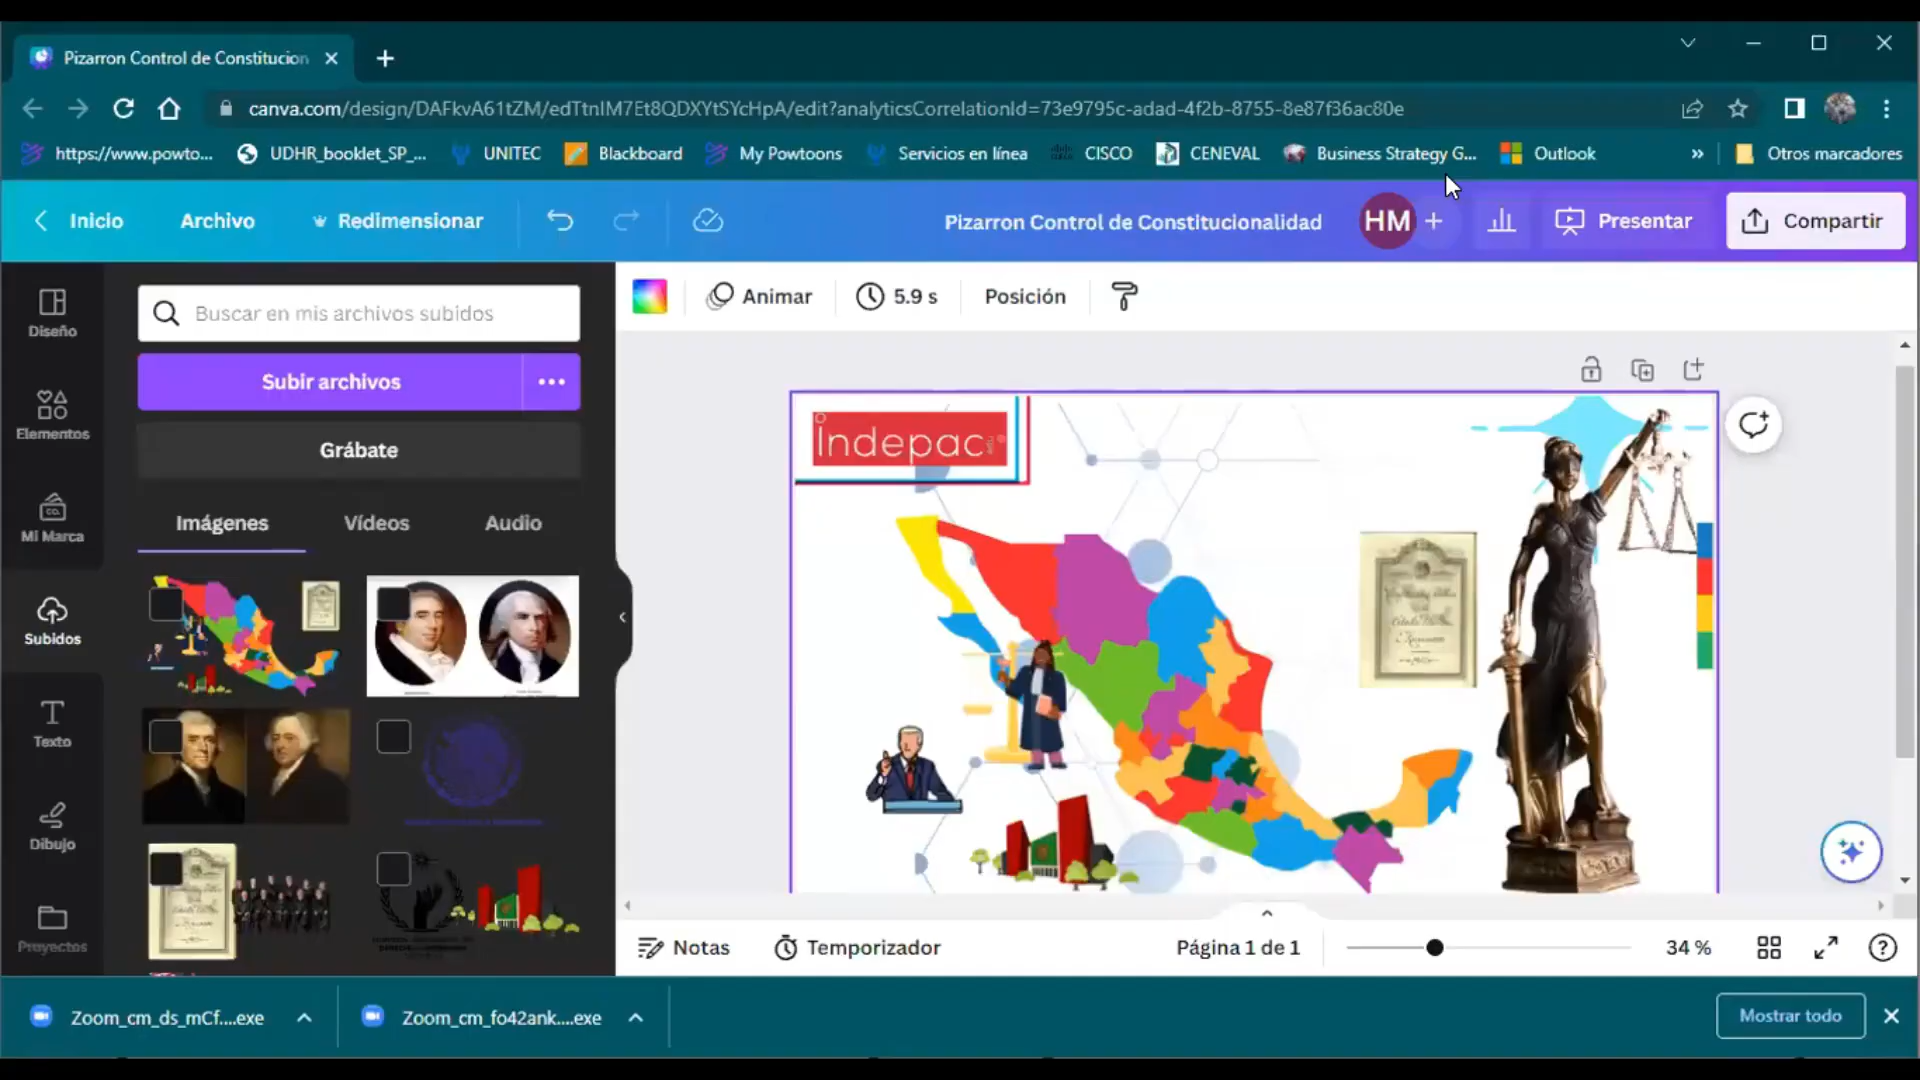 Pizarron Control de Constitucion
canva.com/design/DAFkvA61tZM/edTtnIM7Et8QDXYtSYcHpA/edit?analyticsCorrelationId=73e9795c-adad-4f2b-8755-8e87f36ac80e
https://www.powto... UDHR_booklet_SP_... UNITEC Blackboard My Powtoons Servicios en línea CISCO CENEVAL Business Strategy G... Outlook » Otros marcadores
Inicio Archivo Redimensionar Pizarron Control de Constitucionalidad HM + Presentar Compartir
Diseño
Elementos
Mi Marca
Subidos
Texto
Dibujo
Proyectos
Buscar en mis archivos subidos
Subir archivos ...
Grábate
Imágenes Vídeos Audio
Animar 5.9 s Posición
Indepac
Notas Temporizador Página 1 de 1 34 %
Zoom_cm_ds_mCf....exe Zoom_cm_fo42ank....exe Mostrar todo